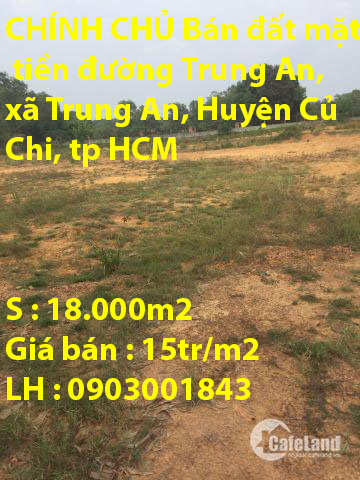 CHÍNH CHỦ Bán đất mặt
tiền đường Trung An,
xã Trung An, Huyện Củ
Chi, tp HCM
S : 18.000m2
Giá bán : 15tr/m2
LH : 0903001843
CAFELAND